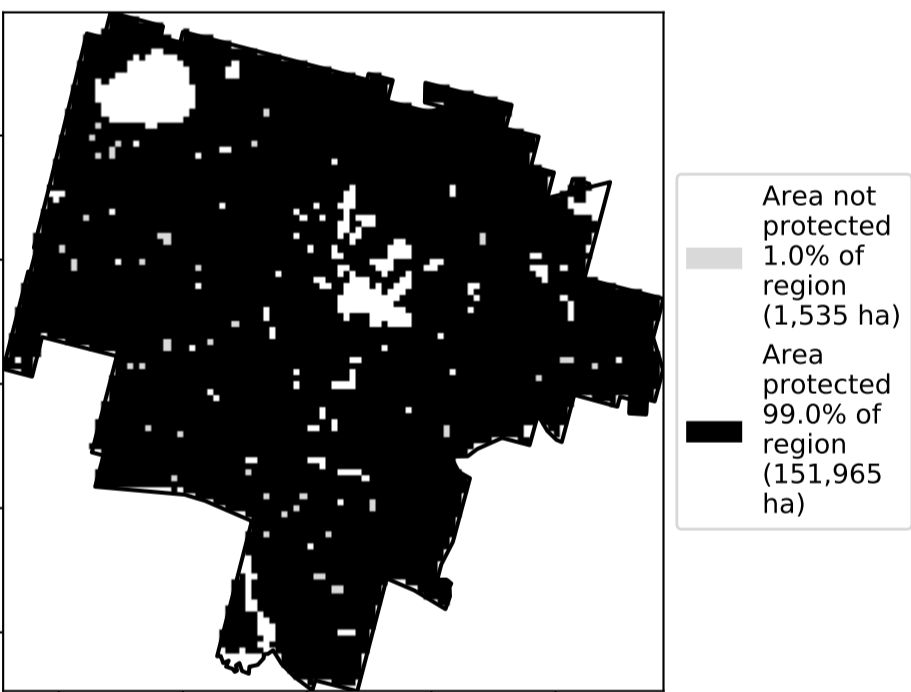 Area not
protected
1.0% of
region
(1,535 ha)
Area
protected
99.0% of
region
(151,965
ha)